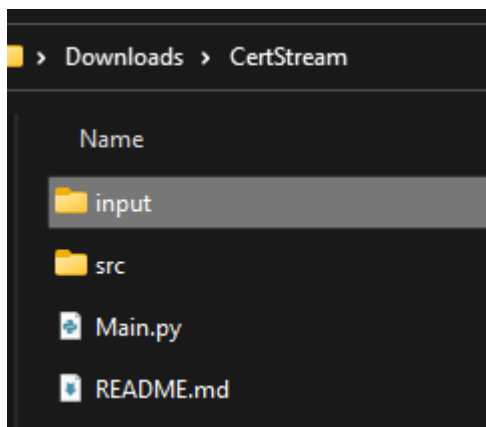 > Downloads > CertStream
Name
input
src
Main.py
README.md